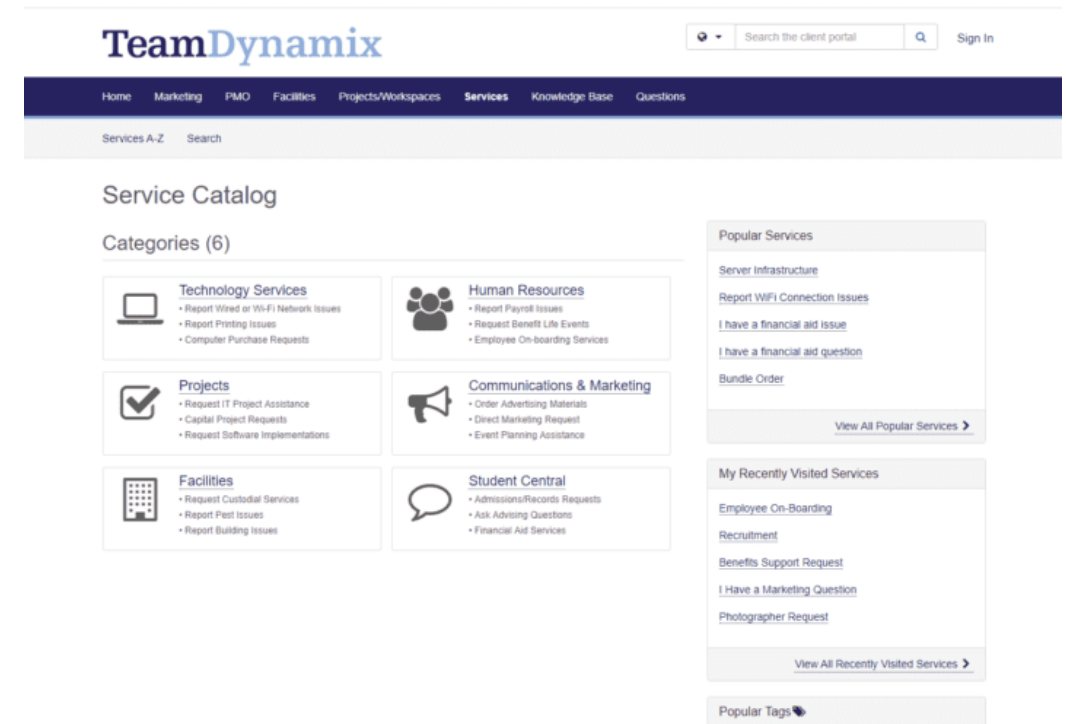 TeamDynamix
Search the client portal
Sign In
Home Marketing PMO Facilities Projects/Workspaces Services Knowledge Base Questions
Services A-Z Search
Service Catalog
Categories (6)
Technology Services
• Report Wired or Wi-Fi Network Issues
• Report Printing Issues
• Computer Purchase Requests
Human Resources
• Report Payroll Issues
• Request Benefit Life Events
• Employee On-boarding Services
Projects
• Request IT Project Assistance
• Capital Project Requests
• Request Software Implementations
Communications & Marketing
• Order Advertising Materials
• Direct Marketing Request
• Event Planning Assistance
Facilities
• Request Custodial Services
• Report Pest Issues
• Report Building Issues
Student Central
• Admissions/Records Requests
• Ask Advising Questions
• Financial Aid Services
Popular Services
Server Infrastructure
Report WiFi Connection Issues
I have a financial aid issue
I have a financial aid question
Bundle Order
View All Popular Services
My Recently Visited Services
Employee On-Boarding
Recruitment
Benefits Support Request
I Have a Marketing Question
Photographer Request
View All Recently Visited Services
Popular Tags